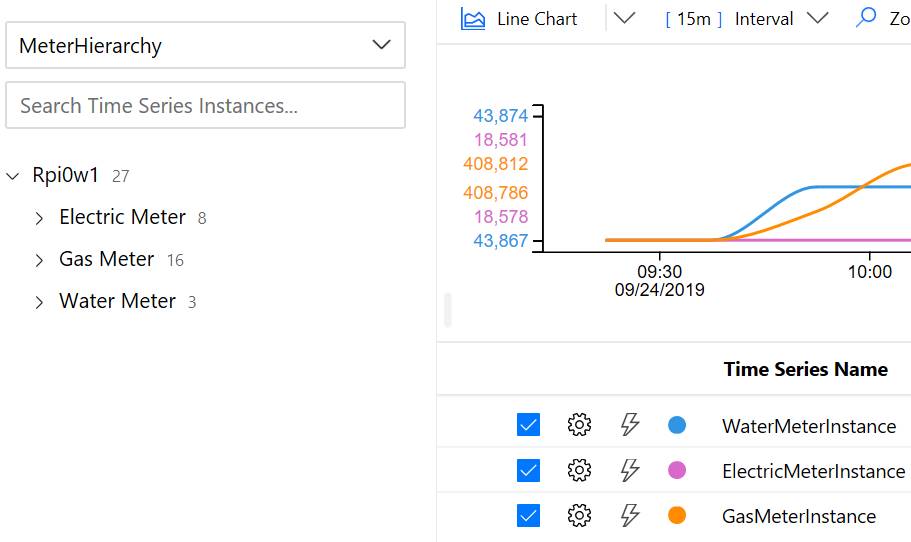 MeterHierarchy
Search Time Series Instances...
Rpi0w1 27
Electric Meter 8
Gas Meter 16
Water Meter 3
Line Chart [ 15m ] Interval Zo
43,874
18,581
408,812
408,786
18,578
43,867
09:30 10:00
09/24/2019
Time Series Name
WaterMeterInstance
ElectricMeterInstance
GasMeterInstance